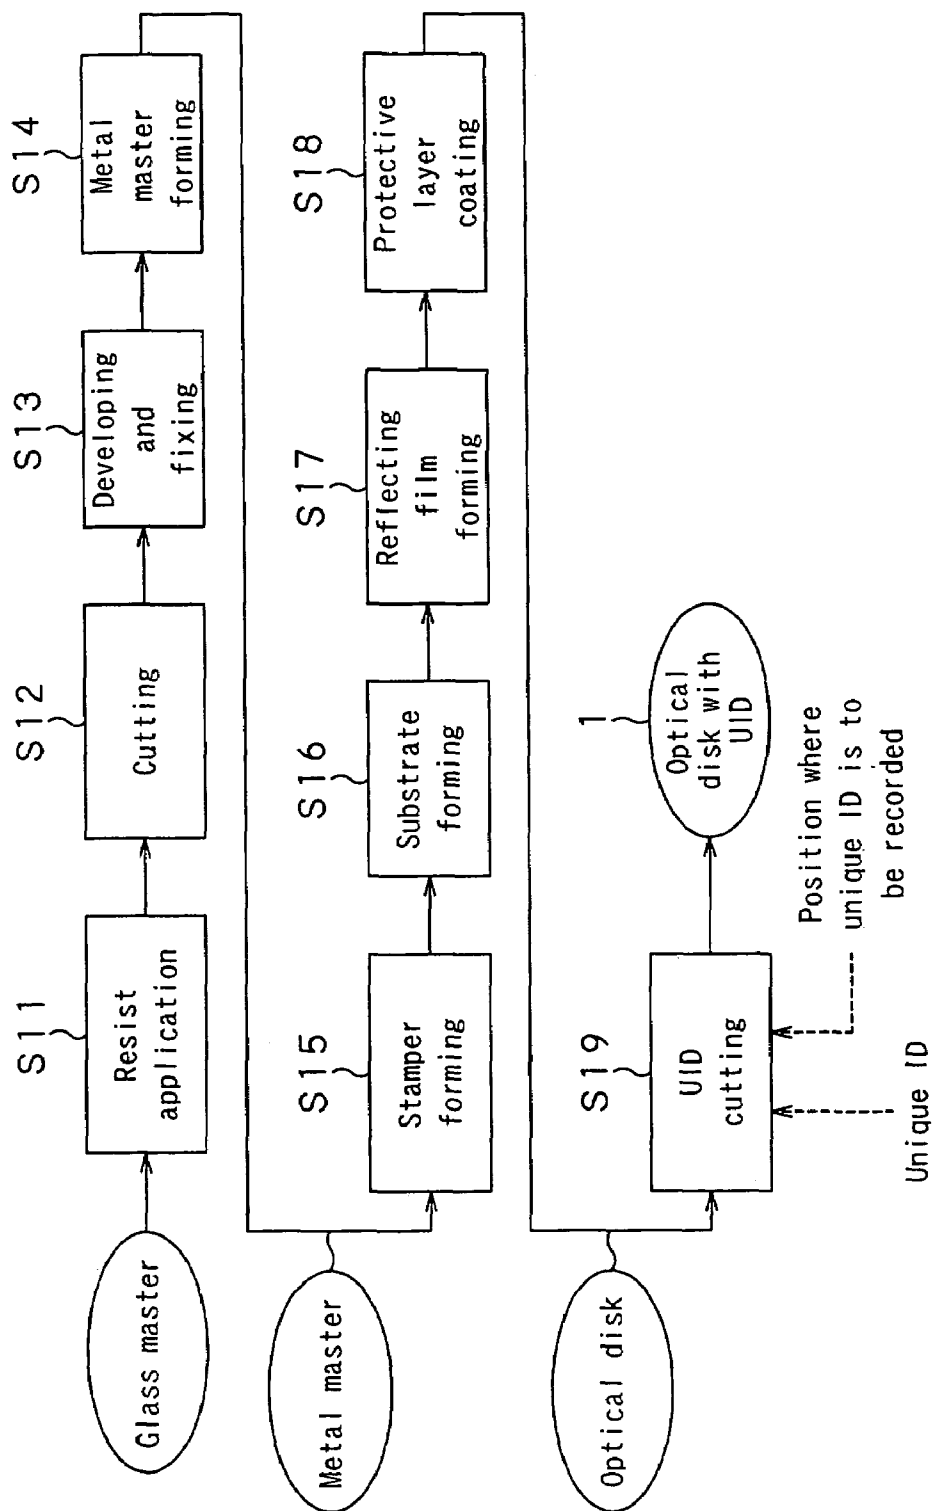 Glass master
S11
Resist
application
S12
Cutting
S13
Developing
and
fixing
S14
Metal
master
forming
Metal master
S15
Stamper
forming
S16
Substrate
forming
S17
Reflecting
film
forming
S18
Protective
layer
coating
Optical disk
S19
UID
cutting
1
Optical
disk with
UID
Unique ID
Position where
unique ID is to
be recorded